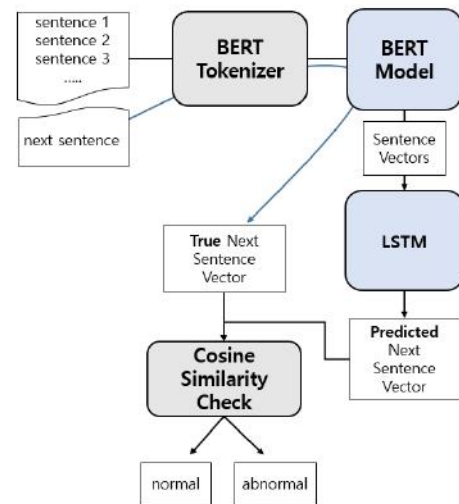 sentence 1
sentence 2
sentence 3
.....
next sentence
BERT
Tokenizer
BERT
Model
Sentence
Vectors
LSTM
True Next
Sentence
Vector
Predicted
Next
Sentence
Vector
Cosine
Similarity
Check
normal
abnormal